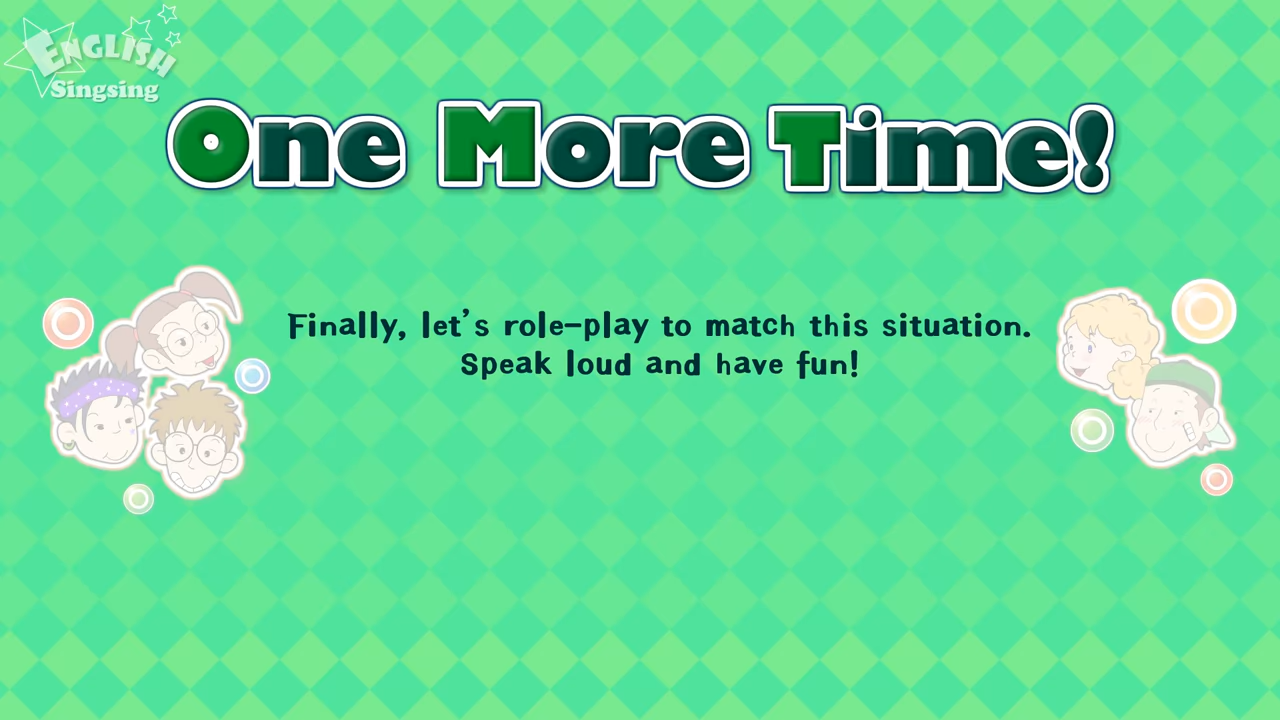 ENGLISH
Singsing
One More Time!
Finally, let's role-play to match this situation.
Speak loud and have fun!